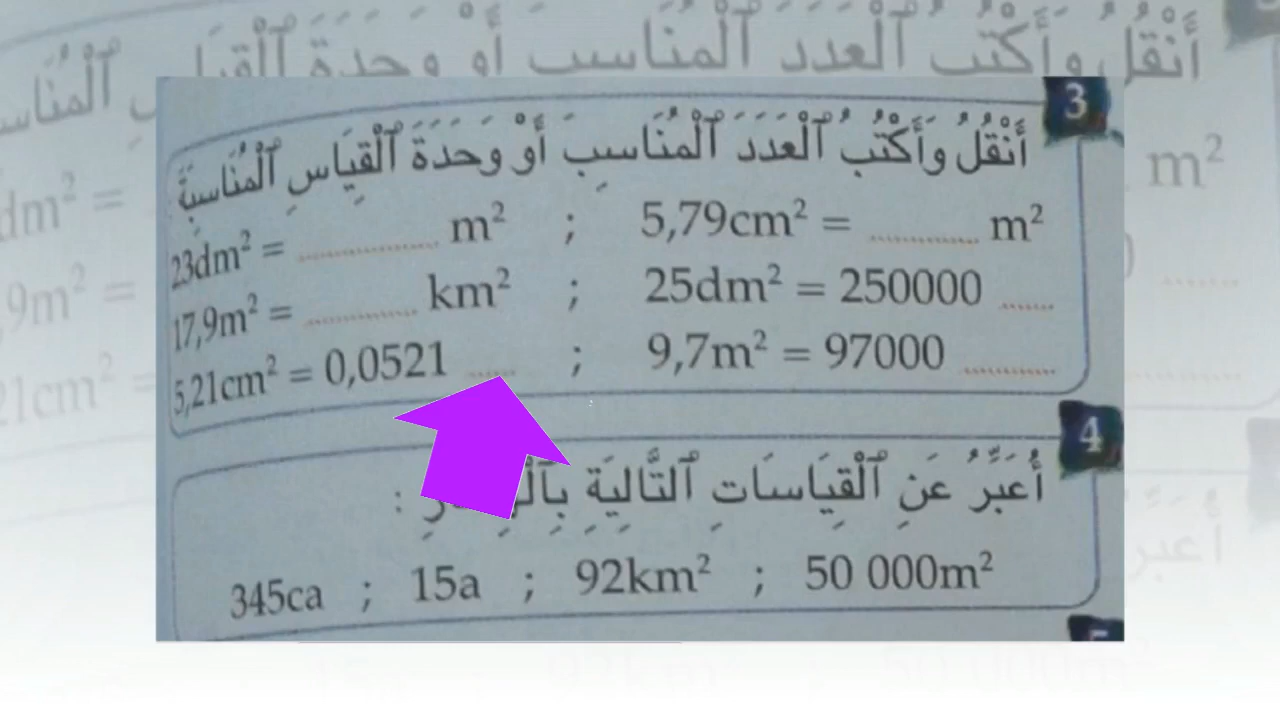 3
أَنْقُلُ وأَكْتُبُ ٱلْعَدَدَ ٱلْمُنَاسِبَ أَوْ وَحَدَةَ ٱلْقِيَاسِ ٱلْمُنَاسِبَةَ
23dm² = .............. m² ; 5,79cm² = ............ m²
17,9m² = ............ km² ; 25dm² = 250000 ......
5,21cm² = 0,0521 ...... ; 9,7m² = 97000 ..........
4
أُعَبِّرُ عَنِ ٱلْقِيَاسَاتِ ٱلتَّالِيَةِ :
345ca ; 15a ; 92km² ; 50 000m²